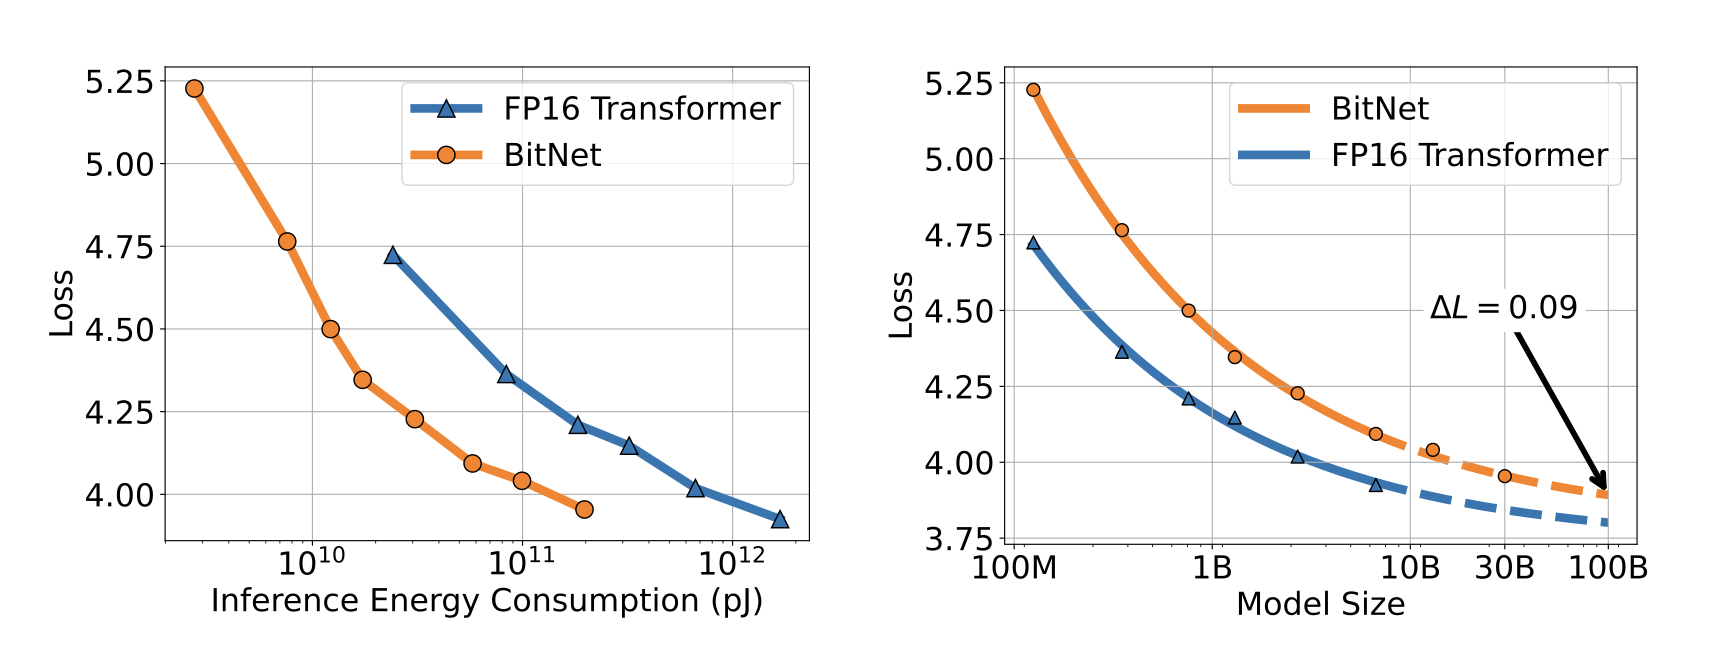 5.25
5.00
4.75
4.50
4.25
4.00
Loss
FP16 Transformer
BitNet
10^10
10^11
10^12
Inference Energy Consumption (pJ)
5.25
5.00
4.75
4.50
4.25
4.00
3.75
Loss
BitNet
FP16 Transformer
ΔL = 0.09
100M
1B
10B
30B
100B
Model Size